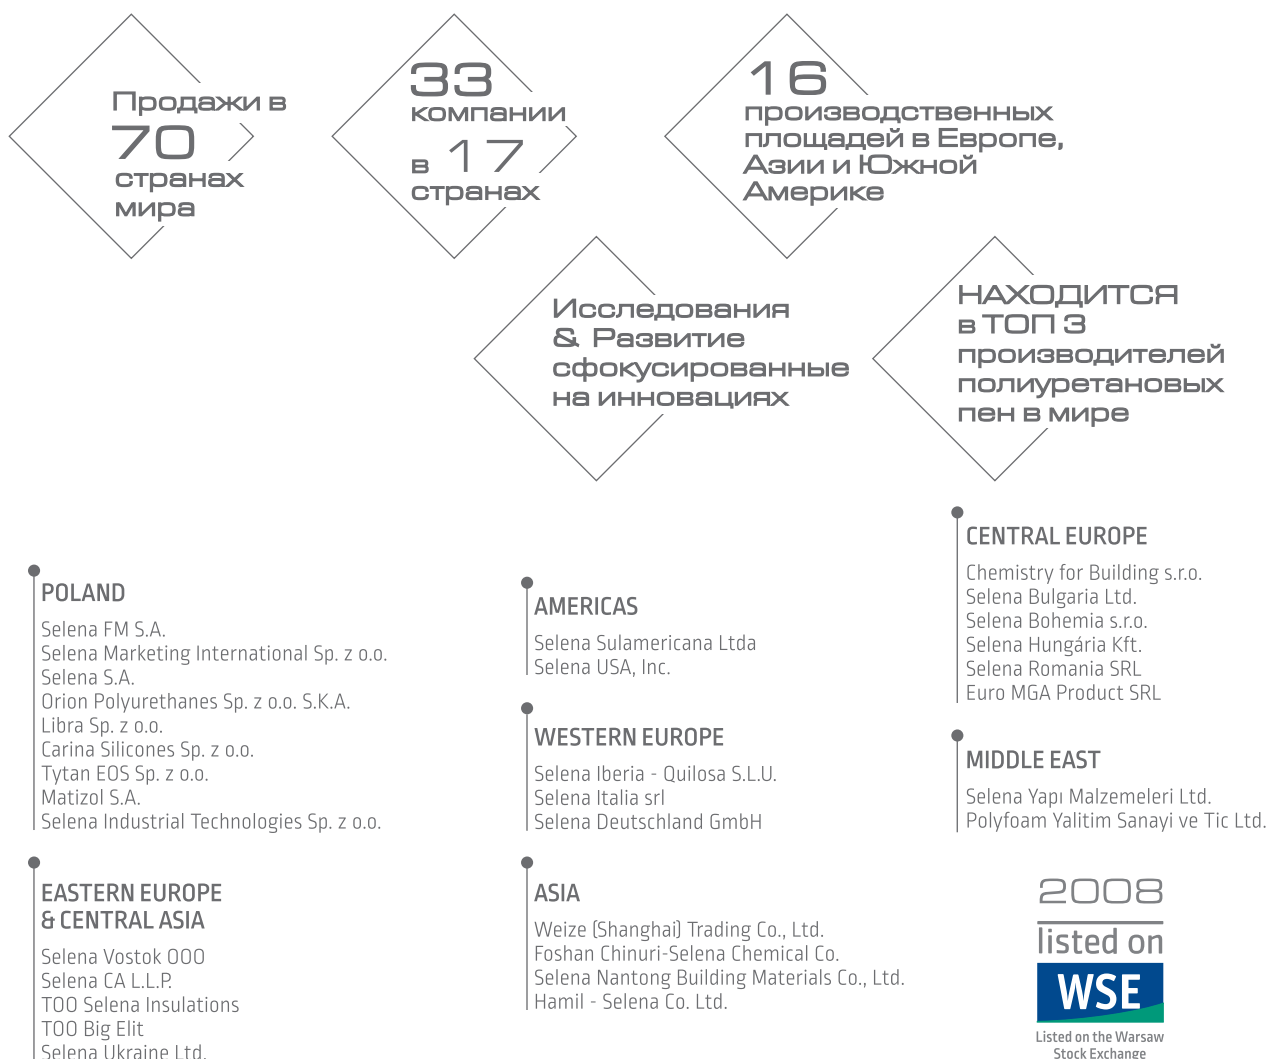 Продажи в
70
странах
мира
33
компании
в 17
странах
16
производственных
площадей в Европе,
Азии и Южной
Америке
Исследования
& Развитие
сфокусированные
на инновациях
НАХОДИТСЯ
в ТОП 3
производителей
полиуретановых
пен в мире
POLAND
Selena FM S.A.
Selena Marketing International Sp. z o.o.
Selena S.A.
Orion Polyurethanes Sp. z o.o. S.K.A.
Libra Sp. z o.o.
Carina Silicones Sp. z o.o.
Tytan EOS Sp. z o.o.
Matizol S.A.
Selena Industrial Technologies Sp. z o.o.
EASTERN EUROPE
& CENTRAL ASIA
Selena Vostok OOO
Selena CA L.L.P.
TOO Selena Insulations
TOO Big Elit
Selena Ukraine Ltd.
AMERICAS
Selena Sulamericana Ltda
Selena USA, Inc.
WESTERN EUROPE
Selena Iberia - Quilosa S.L.U.
Selena Italia srl
Selena Deutschland GmbH
ASIA
Weize (Shanghai) Trading Co., Ltd.
Foshan Chinuri-Selena Chemical Co.
Selena Nantong Building Materials Co., Ltd.
Hamil - Selena Co. Ltd.
CENTRAL EUROPE
Chemistry for Building s.r.o.
Selena Bulgaria Ltd.
Selena Bohemia s.r.o.
Selena Hungária Kft.
Selena Romania SRL
Euro MGA Product SRL
MIDDLE EAST
Selena Yapı Malzemeleri Ltd.
Polyfoam Yalitim Sanayi ve Tic Ltd.
2008
listed on
WSE
Listed on the Warsaw
Stock Exchange